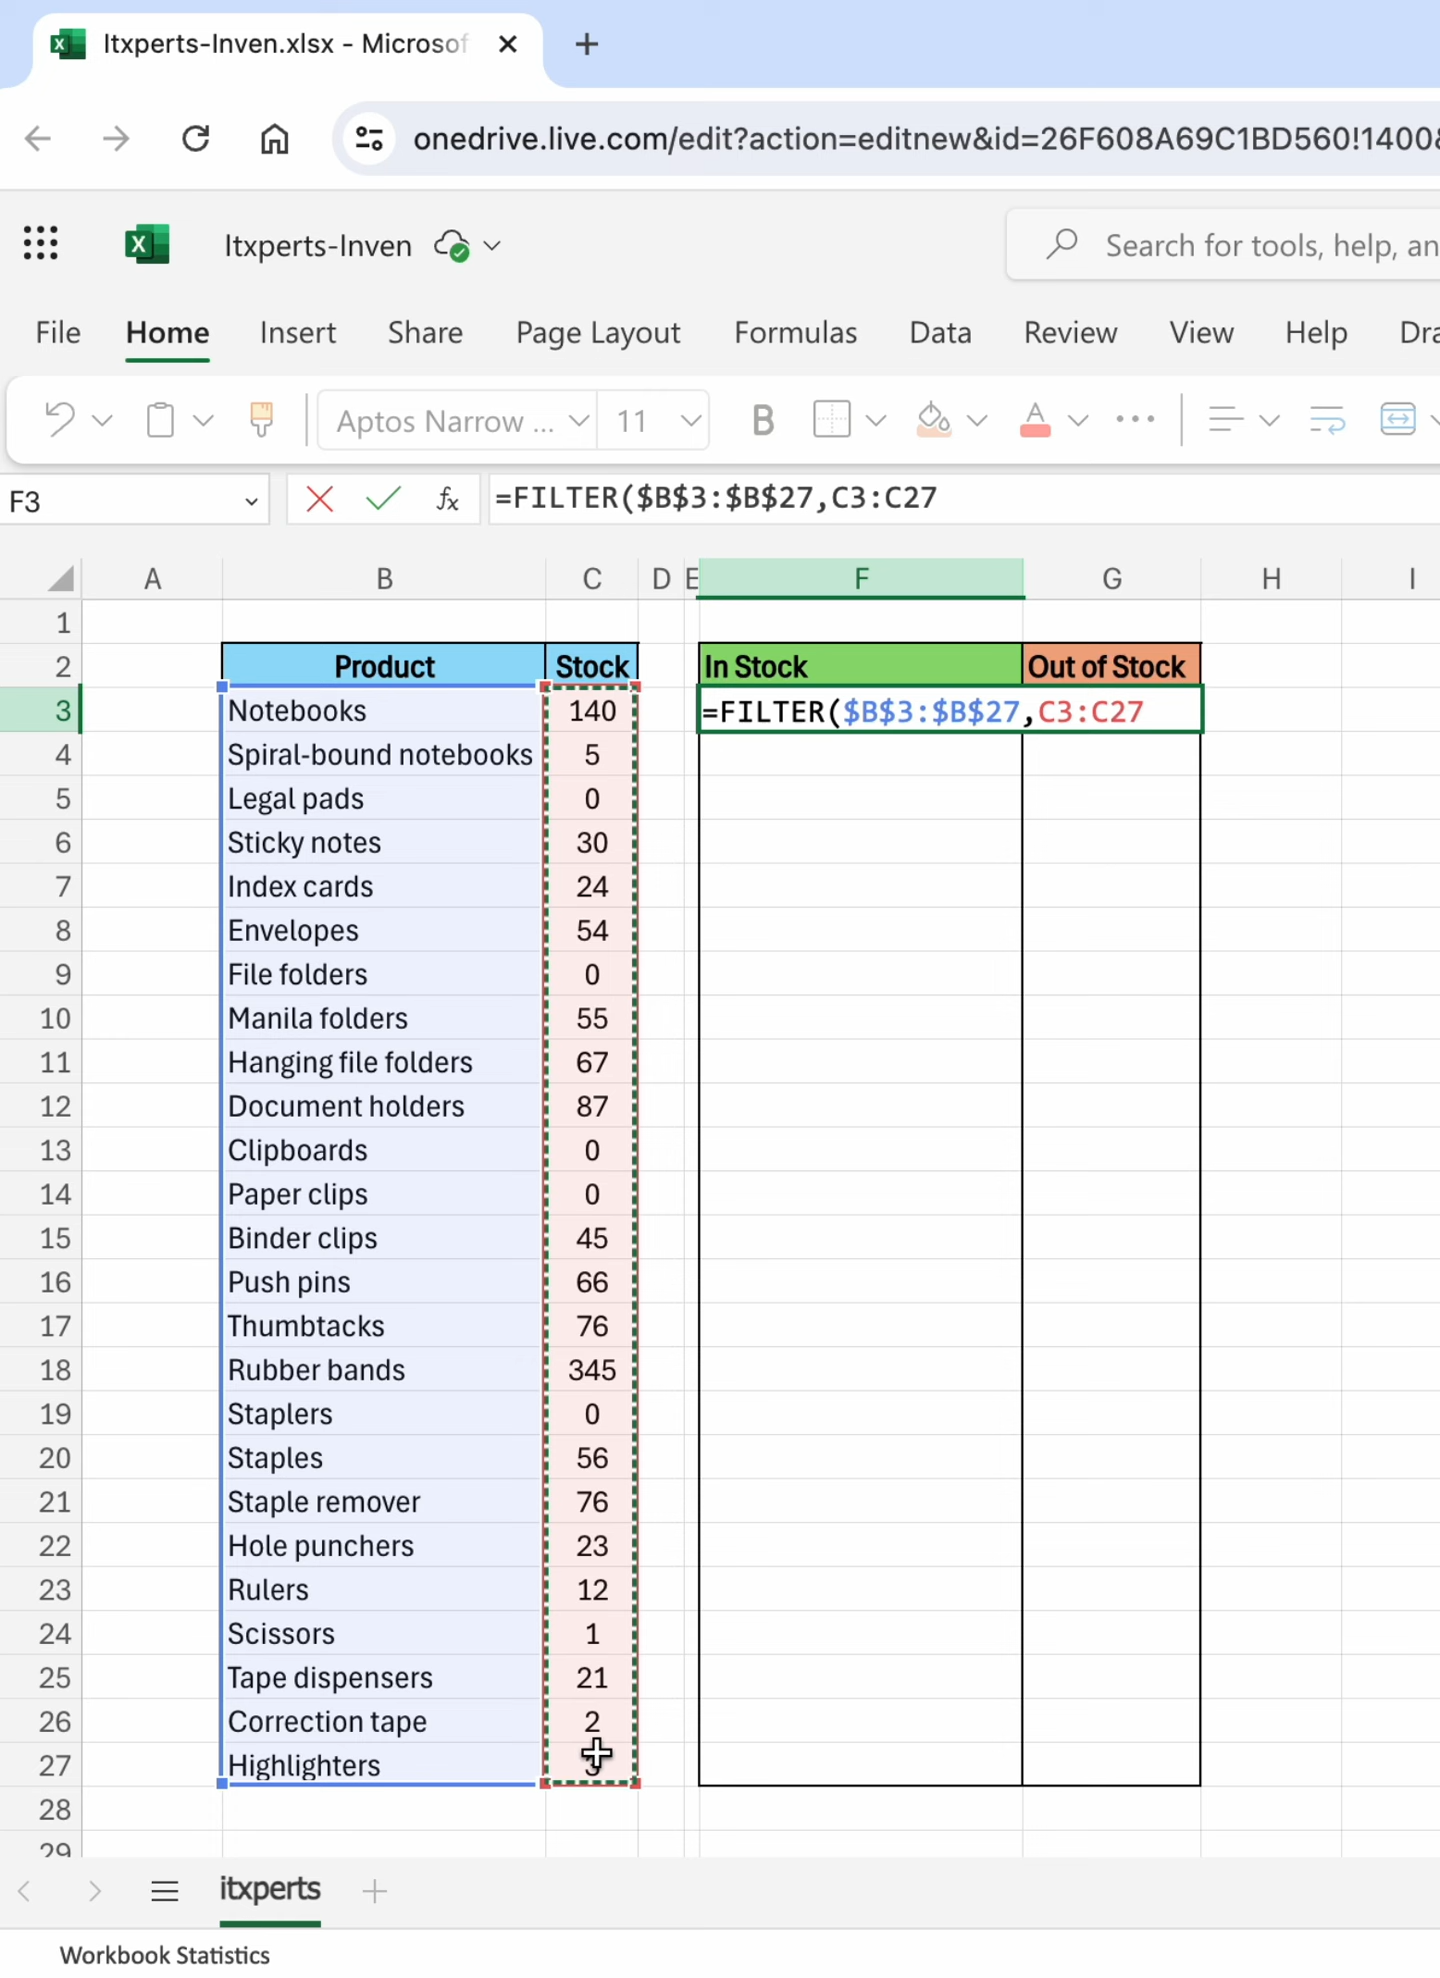 Itxperts-Inven.xlsx - Microsof
onedrive.live.com/edit?action=editnew&id=26F608A69C1BD560!1400&
Itxperts-Inven
Search for tools, help, an
File Home Insert Share Page Layout Formulas Data Review View Help Dra
Aptos Narrow ... 11 B A
F3 fx =FILTER($B$3:$B$27,C3:C27
A B C D E F G H I
1
2 Product Stock In Stock Out of Stock
3 Notebooks 140 =FILTER($B$3:$B$27,C3:C27
4 Spiral-bound notebooks 5
5 Legal pads 0
6 Sticky notes 30
7 Index cards 24
8 Envelopes 54
9 File folders 0
10 Manila folders 55
11 Hanging file folders 67
12 Document holders 87
13 Clipboards 0
14 Paper clips 0
15 Binder clips 45
16 Push pins 66
17 Thumbtacks 76
18 Rubber bands 345
19 Staplers 0
20 Staples 56
21 Staple remover 76
22 Hole punchers 23
23 Rulers 12
24 Scissors 1
25 Tape dispensers 21
26 Correction tape 2
27 Highlighters
28
29
itxperts
Workbook Statistics